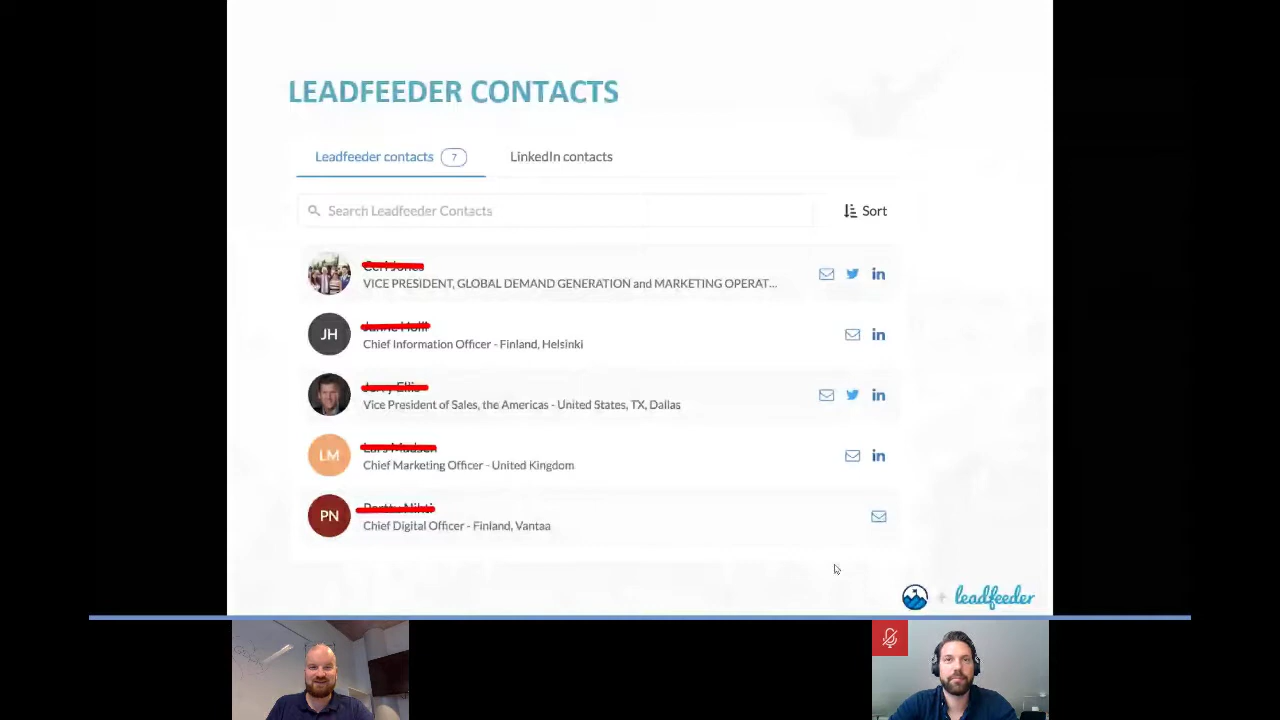 LEADFEEDER CONTACTS
Leadfeeder contacts 7 LinkedIn contacts
Search Leadfeeder Contacts Sort
VICE PRESIDENT, GLOBAL DEMAND GENERATION and MARKETING OPERAT...
JH
Chief Information Officer - Finland, Helsinki
Vice President of Sales, the Americas - United States, TX, Dallas
LM
Chief Marketing Officer - United Kingdom
PN
Chief Digital Officer - Finland, Vantaa
+ leadfeeder